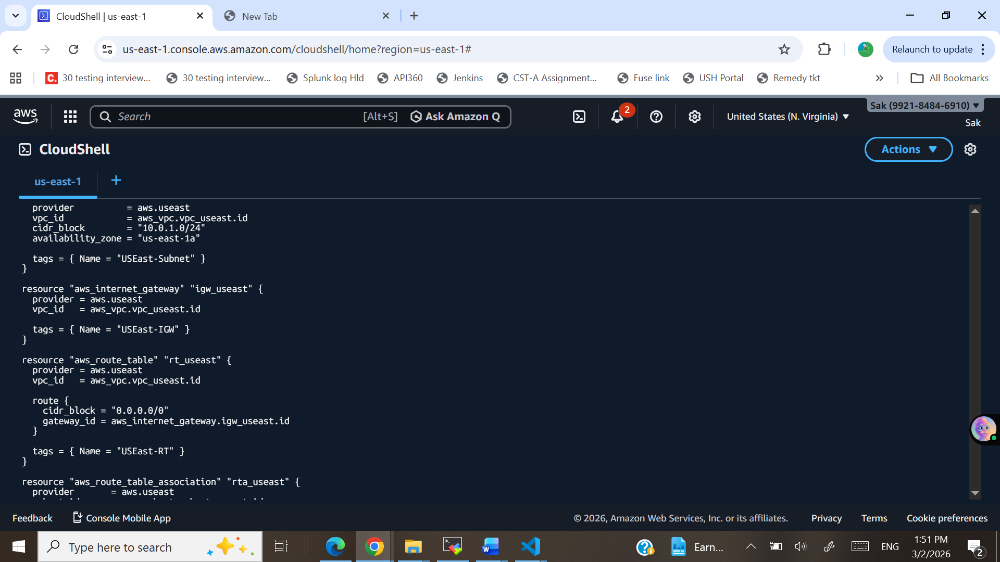 CloudShell | us-east-1
New Tab
us-east-1.console.aws.amazon.com/cloudshell/home?region=us-east-1#
Relaunch to update
C. 30 testing interview...
30 testing interview...
Splunk log Hld
API360
Jenkins
CST-A Assignment...
Fuse link
USH Portal
Remedy tkt
All Bookmarks
aws
Search
[Alt+S]
Ask Amazon Q
2
United States (N. Virginia)
Sak (9921-8484-6910)
Sak
CloudShell
Actions
us-east-1
  provider          = aws.useast
  vpc_id            = aws_vpc.vpc_useast.id
  cidr_block        = "10.0.1.0/24"
  availability_zone = "us-east-1a"

  tags = { Name = "USEast-Subnet" }
}

resource "aws_internet_gateway" "igw_useast" {
  provider = aws.useast
  vpc_id   = aws_vpc.vpc_useast.id

  tags = { Name = "USEast-IGW" }
}

resource "aws_route_table" "rt_useast" {
  provider = aws.useast
  vpc_id   = aws_vpc.vpc_useast.id

  route {
    cidr_block = "0.0.0.0/0"
    gateway_id = aws_internet_gateway.igw_useast.id
  }

  tags = { Name = "USEast-RT" }
}

resource "aws_route_table_association" "rta_useast" {
  provider       = aws.useast
Feedback
Console Mobile App
© 2026, Amazon Web Services, Inc. or its affiliates.
Privacy
Terms
Cookie preferences
Type here to search
Earn...
ENG
1:51 PM
3/2/2026
2